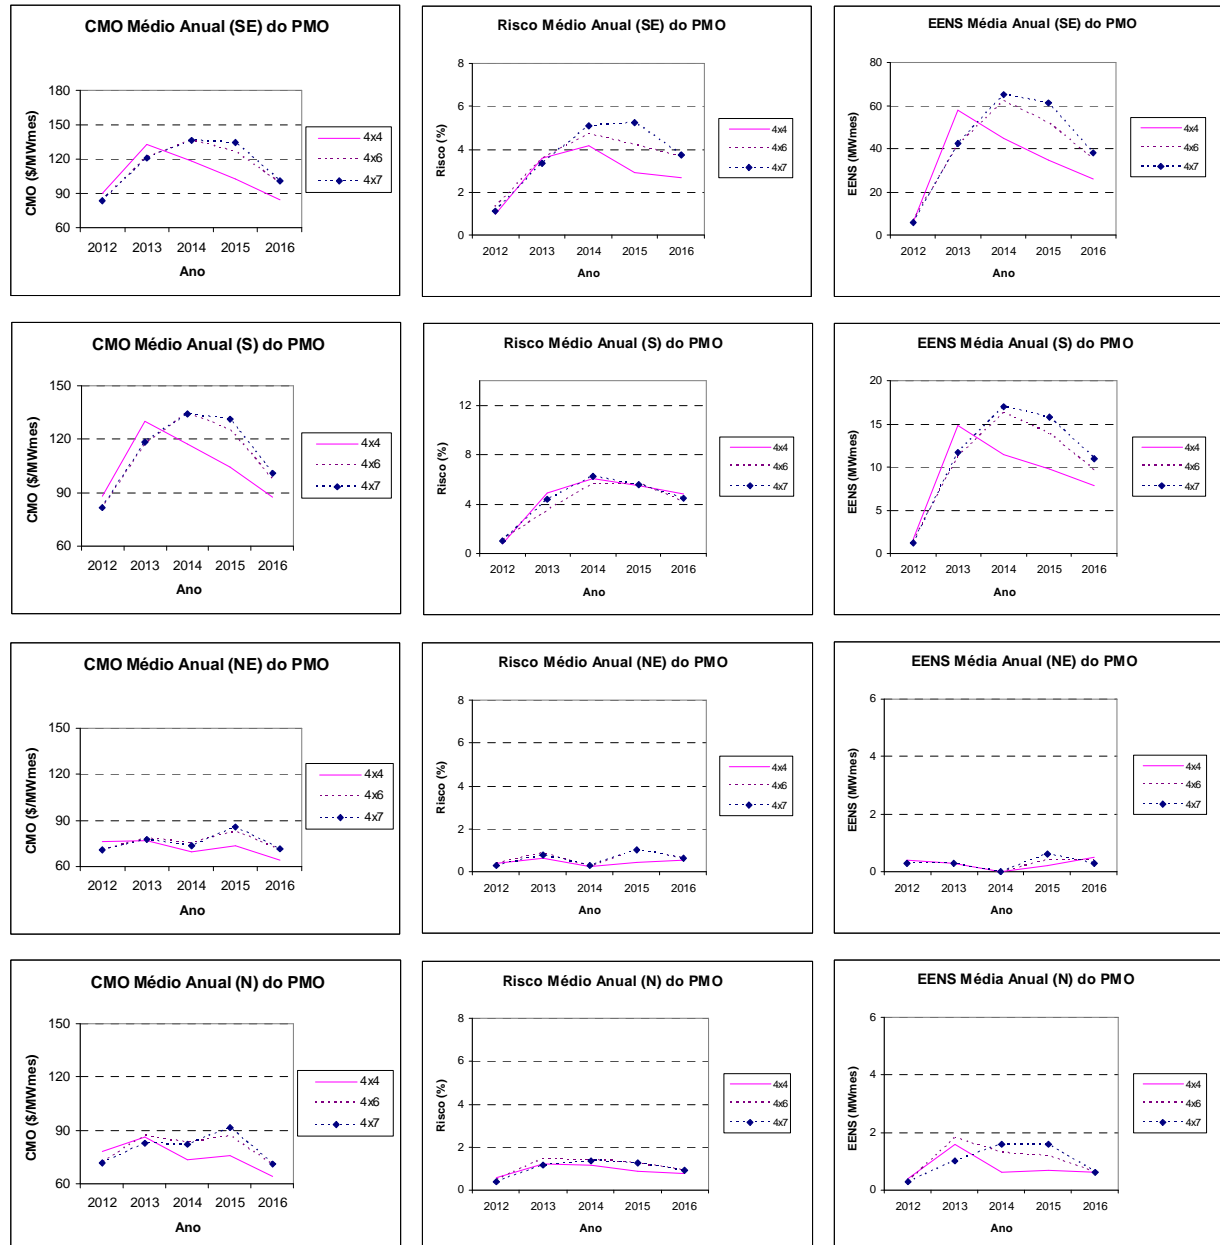 CMO Médio Anual (SE) do PMO
180
150
120
90
60
CMO ($/MWmes)
2012 2013 2014 2015 2016
Ano
4x4
4x6
4x7
Risco Médio Anual (SE) do PMO
8
6
4
2
0
Risco (%)
2012 2013 2014 2015 2016
Ano
4x4
4x6
4x7
EENS Média Anual (SE) do PMO
80
60
40
20
0
EENS (MWmes)
2012 2013 2014 2015 2016
Ano
4x4
4x6
4x7
CMO Médio Anual (S) do PMO
150
120
90
60
CMO ($/MWmes)
2012 2013 2014 2015 2016
Ano
4x4
4x6
4x7
Risco Médio Anual (S) do PMO
12
8
4
0
Risco (%)
2012 2013 2014 2015 2016
Ano
4x4
4x6
4x7
EENS Média Anual (S) do PMO
20
15
10
5
0
EENS (MWmes)
2012 2013 2014 2015 2016
Ano
4x4
4x6
4x7
CMO Médio Anual (NE) do PMO
150
120
90
60
CMO ($/MWmes)
2012 2013 2014 2015 2016
Ano
4x4
4x6
4x7
Risco Médio Anual (NE) do PMO
8
6
4
2
0
Risco (%)
2012 2013 2014 2015 2016
Ano
4x4
4x6
4x7
EENS Média Anual (NE) do PMO
6
4
2
0
EENS (MWmes)
2012 2013 2014 2015 2016
Ano
4x4
4x6
4x7
CMO Médio Anual (N) do PMO
150
120
90
60
CMO ($/MWmes)
2012 2013 2014 2015 2016
Ano
4x4
4x6
4x7
Risco Médio Anual (N) do PMO
8
6
4
2
0
Risco (%)
2012 2013 2014 2015 2016
Ano
4x4
4x6
4x7
EENS Média Anual (N) do PMO
6
4
2
0
EENS (MWmes)
2012 2013 2014 2015 2016
Ano
4x4
4x6
4x7